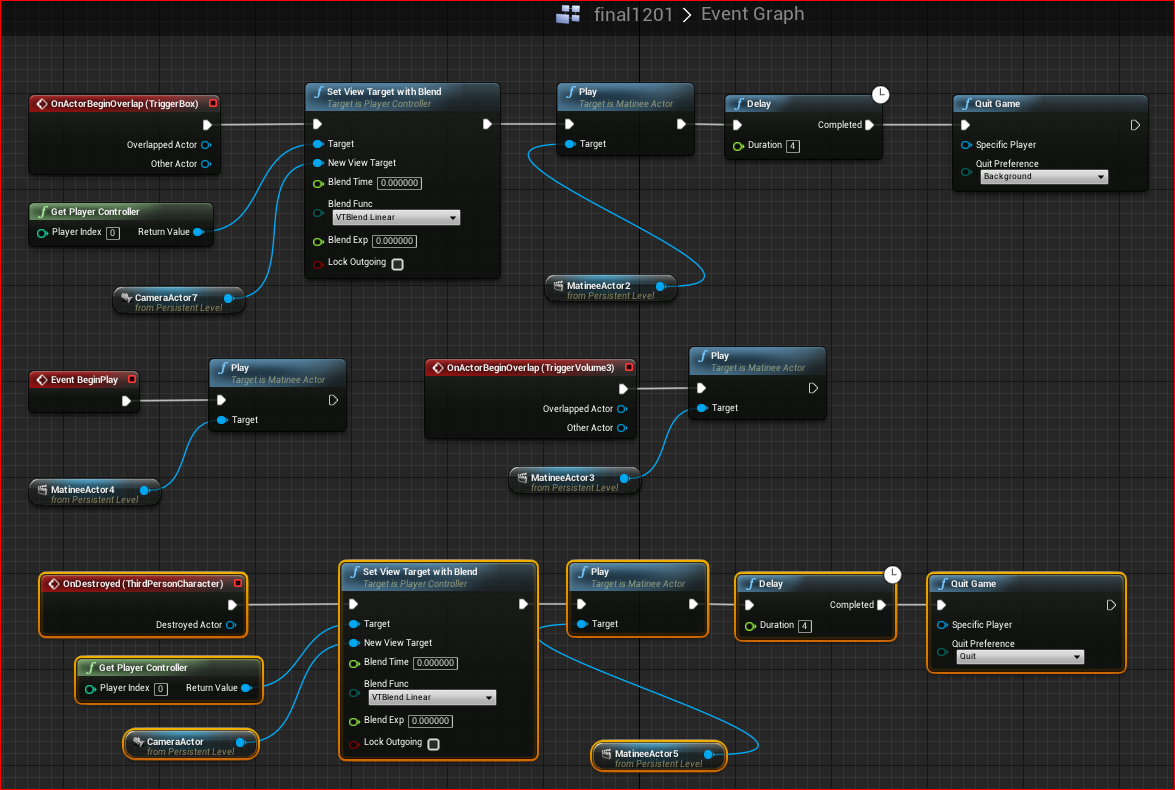 final1201 > Event Graph
OnActorBeginOverlap (TriggerBox)
Overlapped Actor
Other Actor
Get Player Controller
Player Index 0 Return Value
CameraActor7
from Persistent Level
Set View Target with Blend
Target is Player Controller
Target
New View Target
Blend Time 0.000000
Blend Func
VTBlend Linear
Blend Exp 0.000000
Lock Outgoing
Play
Target is Matinee Actor
Target
MatineeActor2
from Persistent Level
Delay
Completed
Duration 4
Quit Game
Specific Player
Quit Preference
Background
Event BeginPlay
Play
Target is Matinee Actor
Target
MatineeActor4
from Persistent Level
OnActorBeginOverlap (TriggerVolume3)
Overlapped Actor
Other Actor
Play
Target is Matinee Actor
Target
MatineeActor3
from Persistent Level
OnDestroyed (ThirdPersonCharacter)
Destroyed Actor
Get Player Controller
Player Index 0 Return Value
CameraActor
from Persistent Level
Set View Target with Blend
Target is Player Controller
Target
New View Target
Blend Time 0.000000
Blend Func
VTBlend Linear
Blend Exp 0.000000
Lock Outgoing
Play
Target is Matinee Actor
Target
MatineeActor5
from Persistent Level
Delay
Completed
Duration 4
Quit Game
Specific Player
Quit Preference
Quit